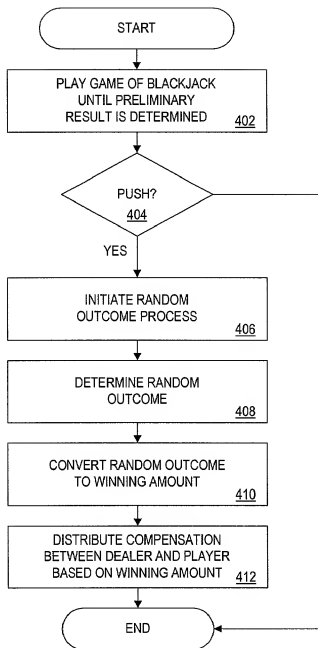 START
PLAY GAME OF BLACKJACK
UNTIL PRELIMINARY
RESULT IS DETERMINED
402
PUSH?
404
YES
INITIATE RANDOM
OUTCOME PROCESS
406
DETERMINE RANDOM
OUTCOME
408
CONVERT RANDOM OUTCOME
TO WINNING AMOUNT
410
DISTRIBUTE COMPENSATION
BETWEEN DEALER AND PLAYER
BASED ON WINNING AMOUNT
412
END